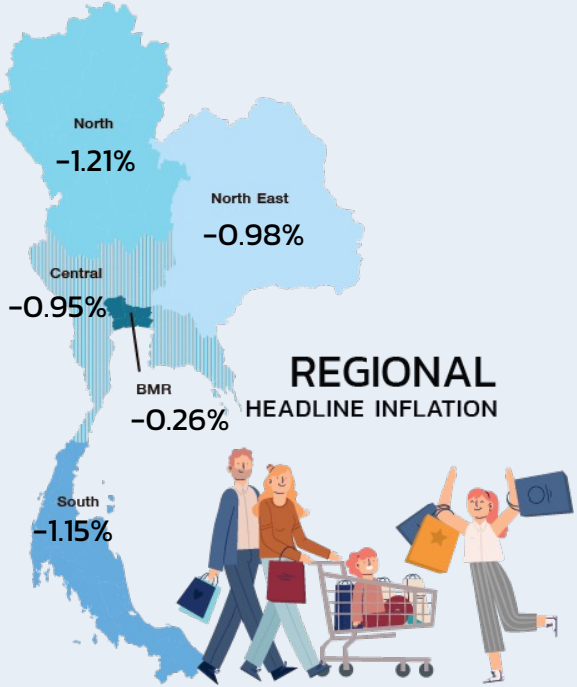 North
-1.21%
North East
-0.98%
Central
-0.95%
BMR
-0.26%
REGIONAL
HEADLINE INFLATION
South
-1.15%